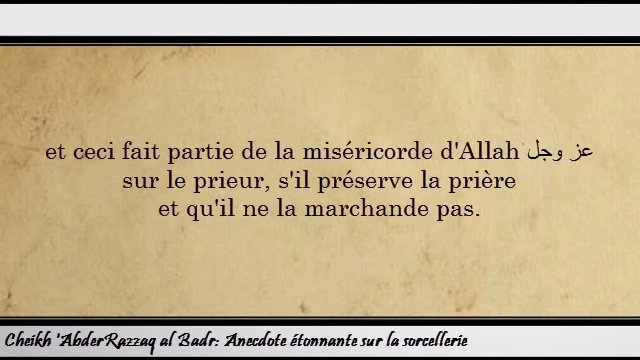 et ceci fait partie de la miséricorde d'Allah عز وجل
sur le prieur, s'il préserve la prière
et qu'il ne la marchande pas.
Cheikh 'AbderRazzaq al Badr: Anecdote étonnante sur la sorcellerie